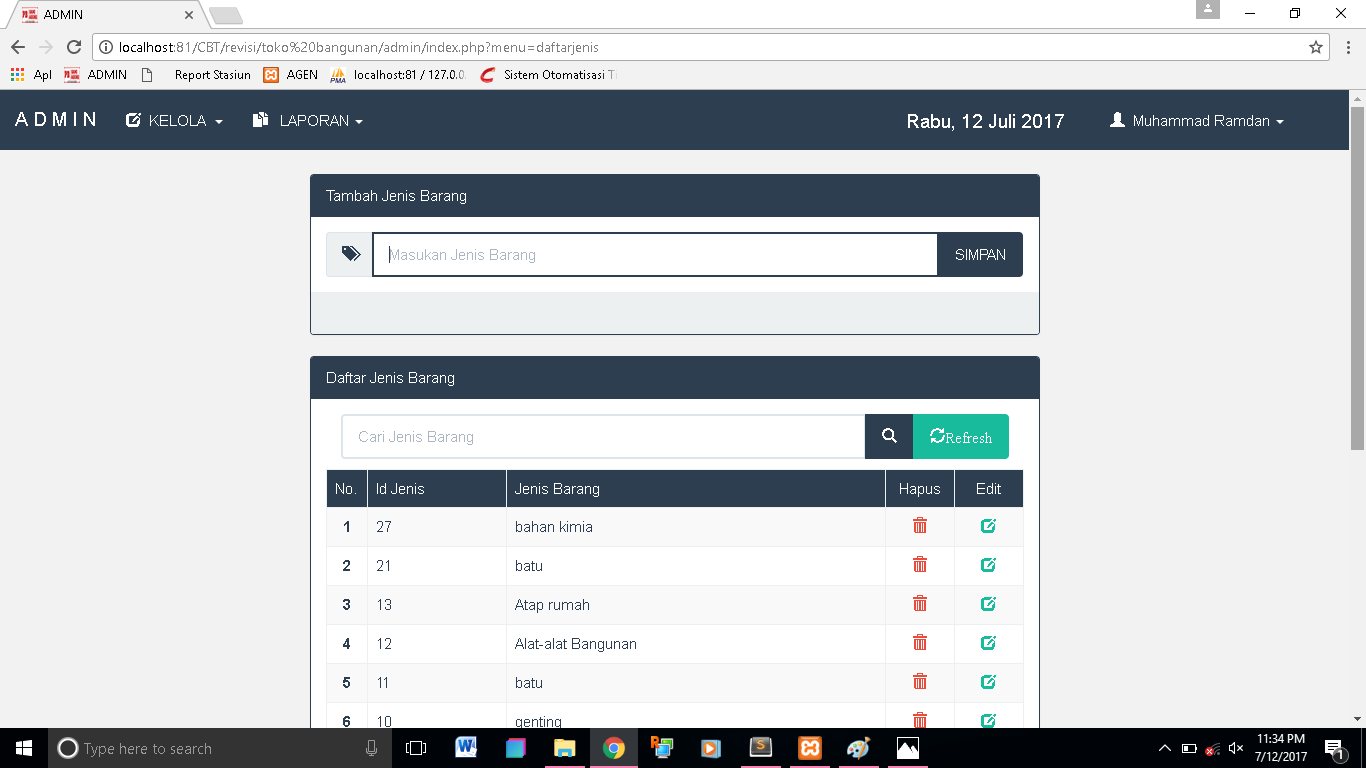 ADMIN
localhost:81/CBT/revisi/toko%20bangunan/admin/index.php?menu=daftarjenis
Apl ADMIN Report Stasiun AGEN localhost:81 / 127.0.0. Sistem Otomatisasi Ti
ADMIN KELOLA LAPORAN Rabu, 12 Juli 2017 Muhammad Ramdan
Tambah Jenis Barang
Masukan Jenis Barang SIMPAN
Daftar Jenis Barang
Cari Jenis Barang Refresh
No. Id Jenis Jenis Barang Hapus Edit
1 27 bahan kimia
2 21 batu
3 13 Atap rumah
4 12 Alat-alat Bangunan
5 11 batu
6 10 genting
Type here to search
11:34 PM
7/12/2017
1